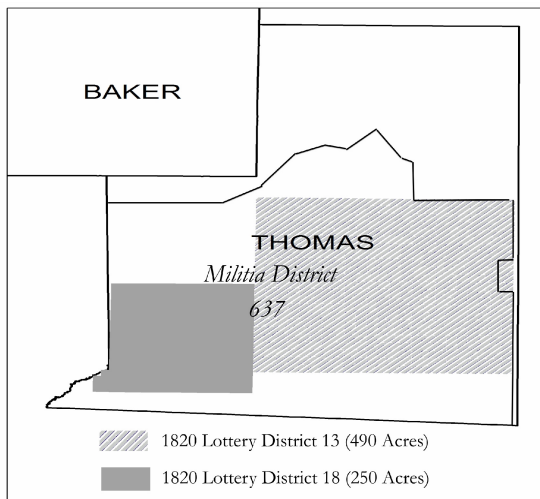 BAKER
THOMAS
Militia District
637
1820 Lottery District 13 (490 Acres)
1820 Lottery District 18 (250 Acres)